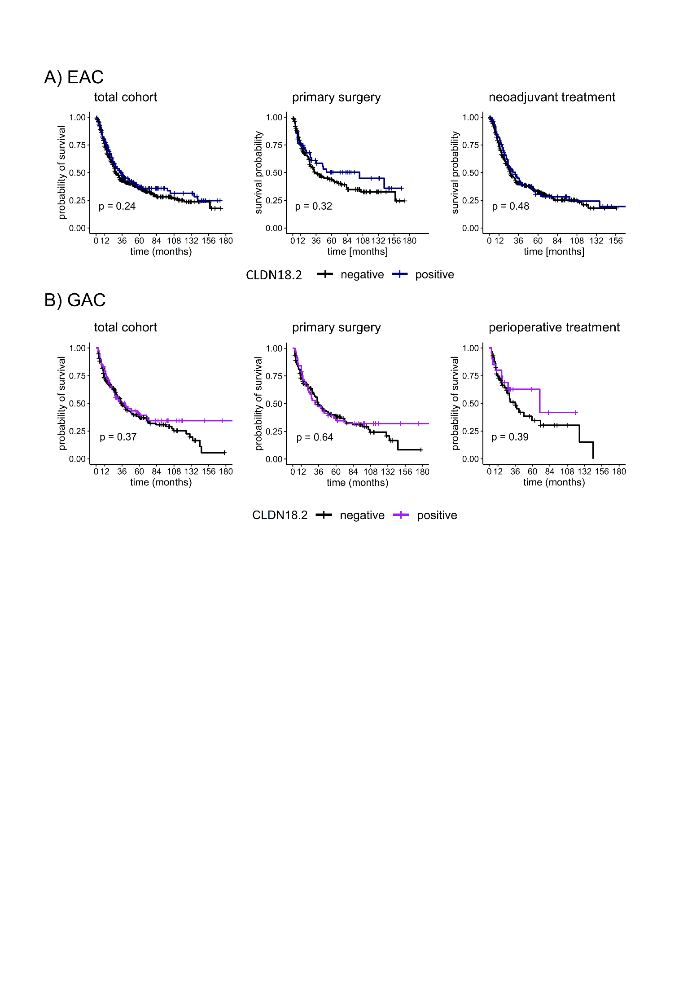 A) EAC
total cohort
primary surgery
neoadjuvant treatment
probability of survival
1.00
0.75
0.50
0.25
0.00
p = 0.24
0 12 36 60 84 108 132 156 180
time (months)
survival probability
1.00
0.75
0.50
0.25
0.00
p = 0.32
0 12 36 60 84 108 132 156 180
time [months]
survival probability
1.00
0.75
0.50
0.25
0.00
p = 0.48
0 12 36 60 84 108 132 156
time [months]
CLDN18.2 negative positive
B) GAC
total cohort
primary surgery
perioperative treatment
probability of survival
1.00
0.75
0.50
0.25
0.00
p = 0.37
0 12 36 60 84 108 132 156 180
time (months)
probability of survival
1.00
0.75
0.50
0.25
0.00
p = 0.64
0 12 36 60 84 108 132 156 180
time (months)
probability of survival
1.00
0.75
0.50
0.25
0.00
p = 0.39
0 12 36 60 84 108 132 156 180
time (months)
CLDN18.2 negative positive